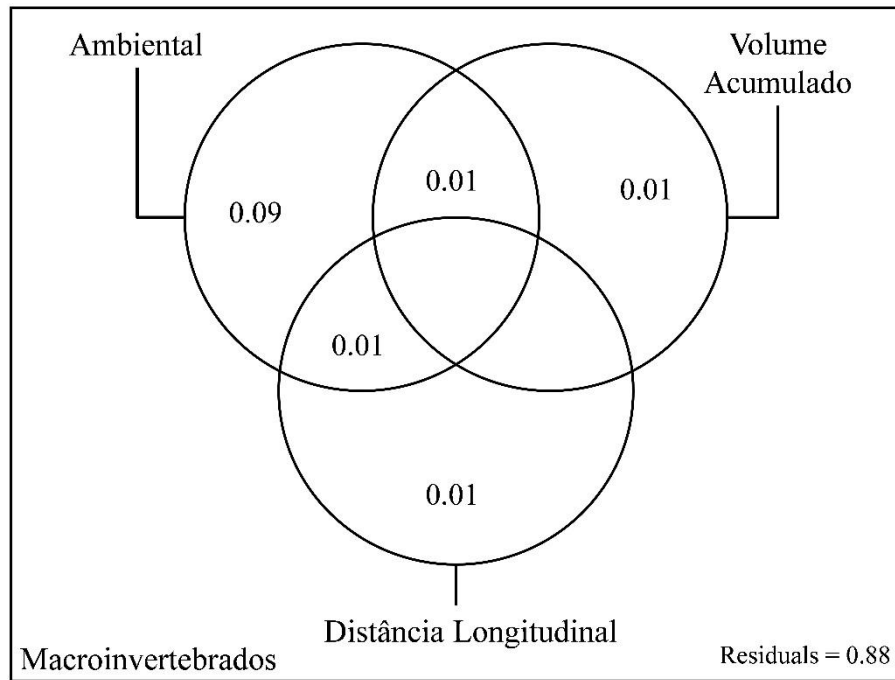 Ambiental
Volume
Acumulado
0.09
0.01
0.01
0.01
0.01
Distância Longitudinal
Macroinvertebrados
Residuals = 0.88